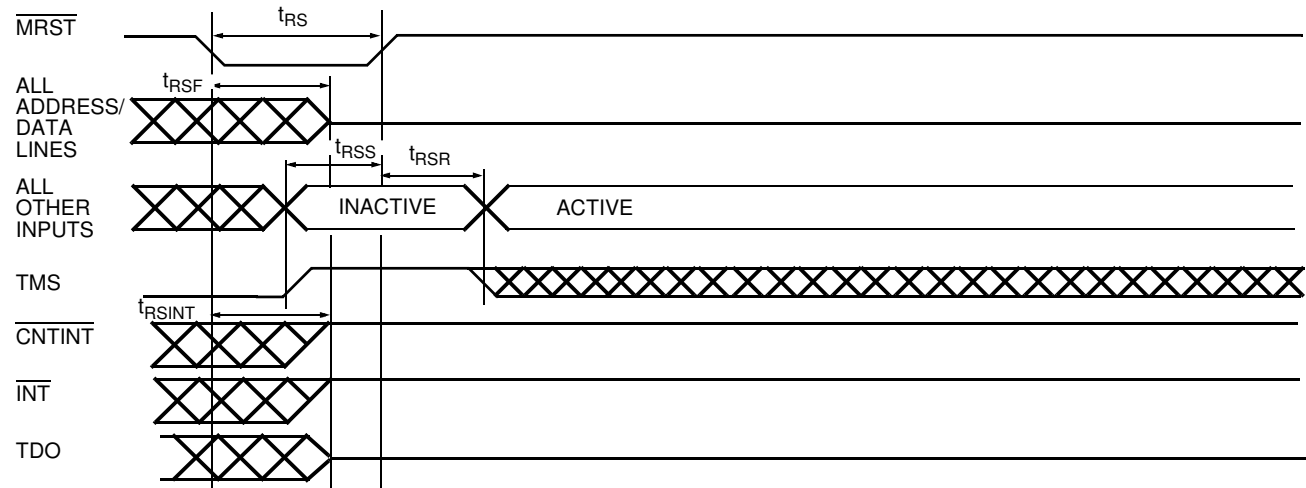 MRST
tRS
ALL
ADDRESS/
DATA
LINES
tRSF
ALL
OTHER
INPUTS
tRSS
tRSR
INACTIVE
ACTIVE
TMS
tRSINT
CNTINT
INT
TDO